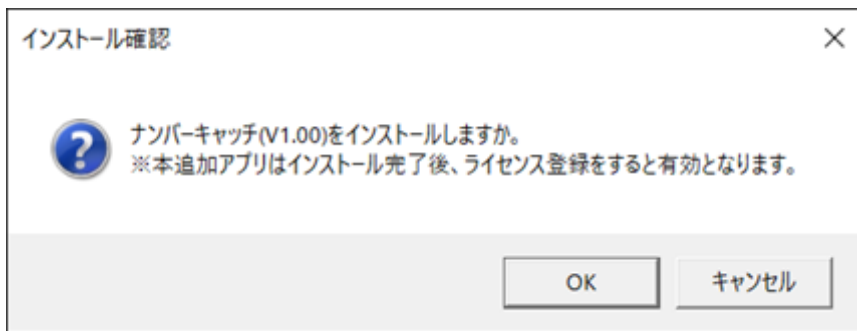 インストール確認
ナンバーキャッチ(V1.00)をインストールしますか。
※本追加アプリはインストール完了後、ライセンス登録をすると有効となります。
OK
キャンセル